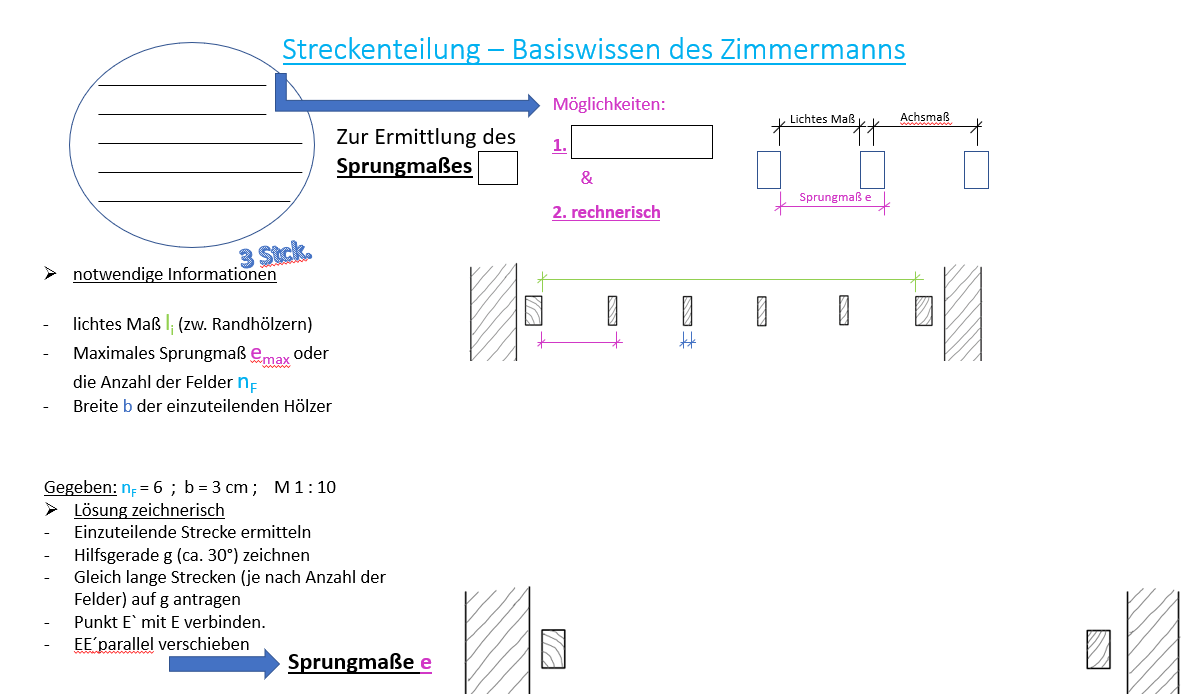 Streckenteilung – Basiswissen des Zimmermanns
Möglichkeiten:
Zur Ermittlung des
Sprungmaßes
1.
&
2. rechnerisch
Lichtes Maß
Achsmaß
Sprungmaß e
3 Stck.
➢ notwendige Informationen
- lichtes Maß li (zw. Randhölzern)
- Maximales Sprungmaß emax oder
die Anzahl der Felder nF
- Breite b der einzuteilenden Hölzer
Gegeben: nF = 6 ; b = 3 cm ; M 1 : 10
➢ Lösung zeichnerisch
- Einzuteilende Strecke ermitteln
- Hilfsgerade g (ca. 30°) zeichnen
- Gleich lange Strecken (je nach Anzahl der
Felder) auf g antragen
- Punkt E` mit E verbinden.
- EE´parallel verschieben
Sprungmaße e